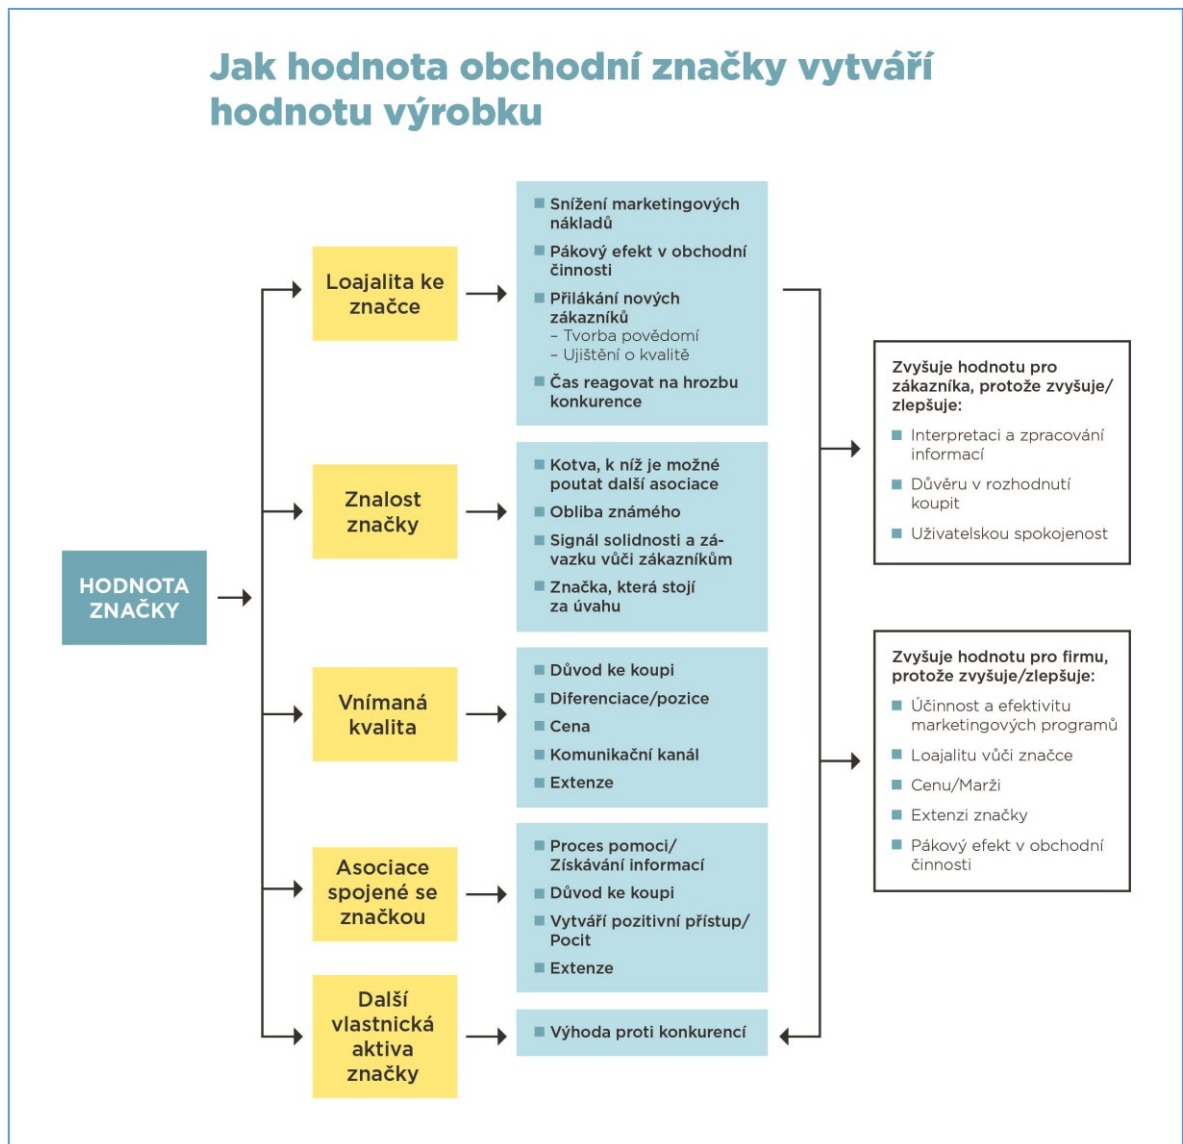 Jak hodnota obchodní značky vytváří
hodnotu výrobku
HODNOTA
ZNAČKY
Loajalita ke
značce
Snížení marketingových
nákladů
Pákový efekt v obchodní
činnosti
Přilákání nových
zákazníků
– Tvorba povědomí
– Ujištění o kvalitě
Čas reagovat na hrozbu
konkurence
Znalost
značky
Kotva, k níž je možné
poutat další asociace
Obliba známého
Signál solidnosti a zá-
vazku vůči zákazníkům
Značka, která stojí
za úvahu
Vnímaná
kvalita
Důvod ke koupi
Diferenciace/pozice
Cena
Komunikační kanál
Extenze
Asociace
spojené se
značkou
Proces pomoci/
Získávání informací
Důvod ke koupi
Vytváří pozitivní přístup/
Pocit
Extenze
Další
vlastnická
aktiva
značky
Výhoda proti konkurencí
Zvyšuje hodnotu pro
zákazníka, protože zvyšuje/
zlepšuje:
Interpretaci a zpracování
informací
Důvěru v rozhodnutí
koupit
Uživatelskou spokojenost
Zvyšuje hodnotu pro firmu,
protože zvyšuje/zlepšuje:
Účinnost a efektivitu
marketingových programů
Loajalitu vůči značce
Cenu/Marži
Extenzi značky
Pákový efekt v obchodní
činnosti